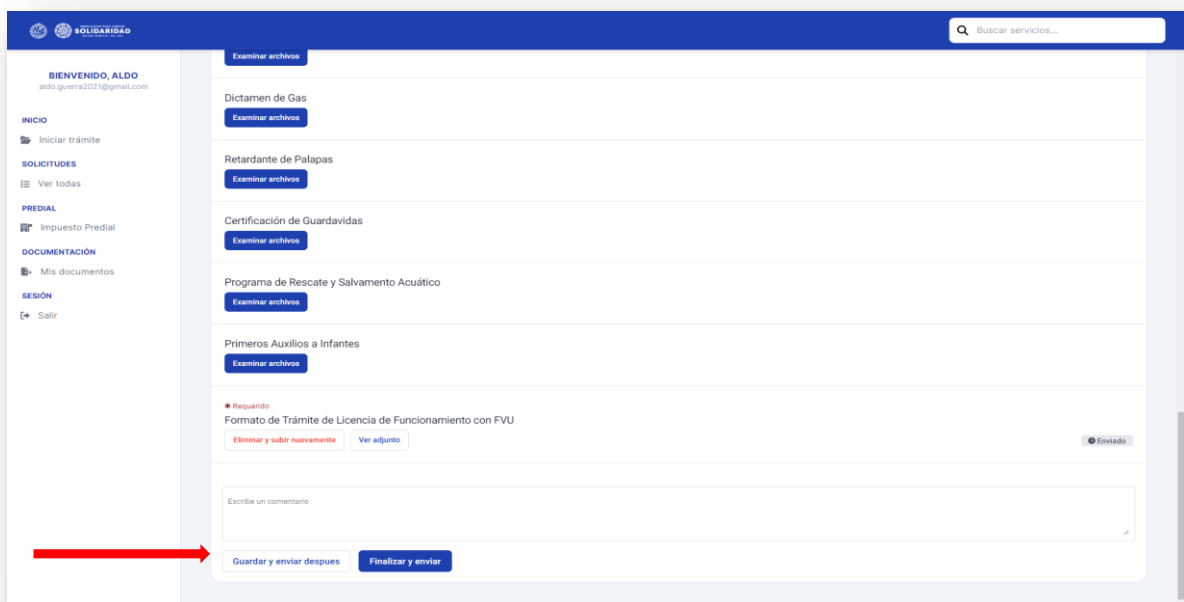 SOLIDARIDAD
Buscar servicios...
BIENVENIDO, ALDO
aldo.guerra2021@gmail.com
INICIO
Iniciar trámite
SOLICITUDES
Ver todas
PREDIAL
Impuesto Predial
DOCUMENTACIÓN
Mis documentos
SESIÓN
Salir
Examinar archivos
Dictamen de Gas
Examinar archivos
Retardante de Palapas
Examinar archivos
Certificación de Guardavidas
Examinar archivos
Programa de Rescate y Salvamento Acuático
Examinar archivos
Primeros Auxilios a Infantes
Examinar archivos
✱ Requerido
Formato de Trámite de Licencia de Funcionamiento con FVU
Eliminar y subir nuevamente Ver adjunto Enviado
Escribe un comentario
Guardar y enviar despues Finalizar y enviar